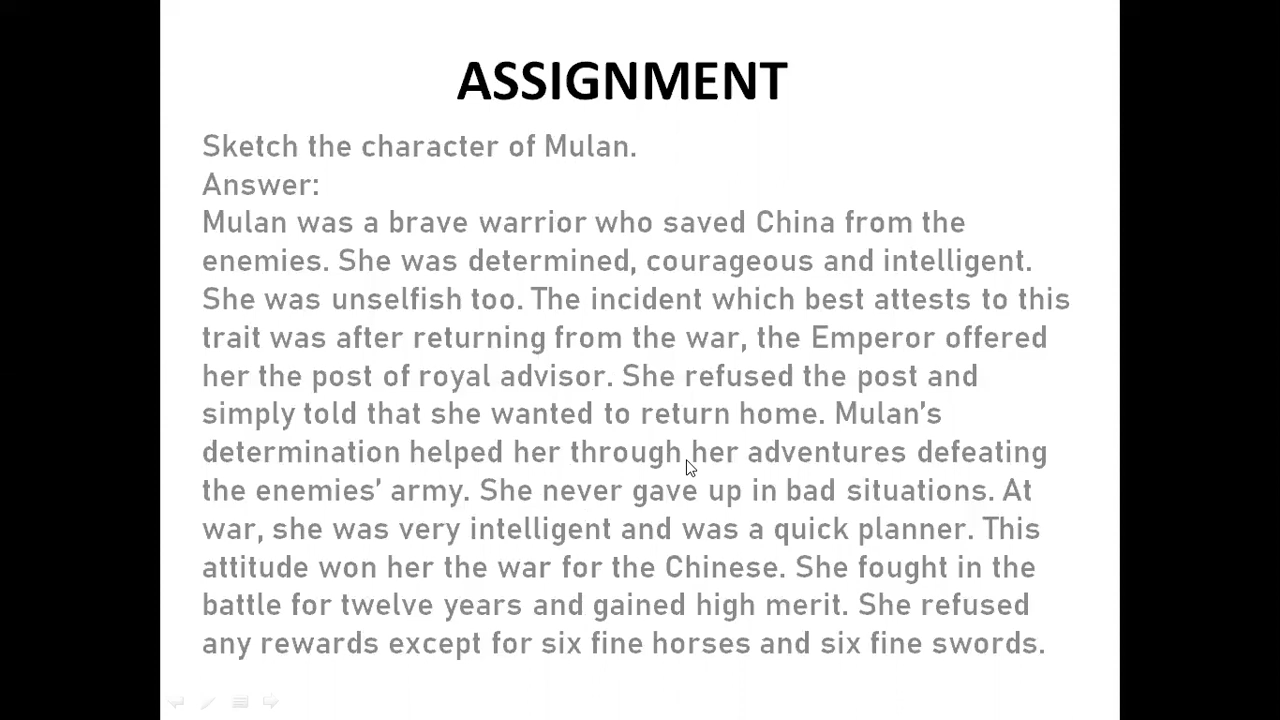 ASSIGNMENT
Sketch the character of Mulan.
Answer:
Mulan was a brave warrior who saved China from the
enemies. She was determined, courageous and intelligent.
She was unselfish too. The incident which best attests to this
trait was after returning from the war, the Emperor offered
her the post of royal advisor. She refused the post and
simply told that she wanted to return home. Mulan’s
determination helped her through her adventures defeating
the enemies’ army. She never gave up in bad situations. At
war, she was very intelligent and was a quick planner. This
attitude won her the war for the Chinese. She fought in the
battle for twelve years and gained high merit. She refused
any rewards except for six fine horses and six fine swords.